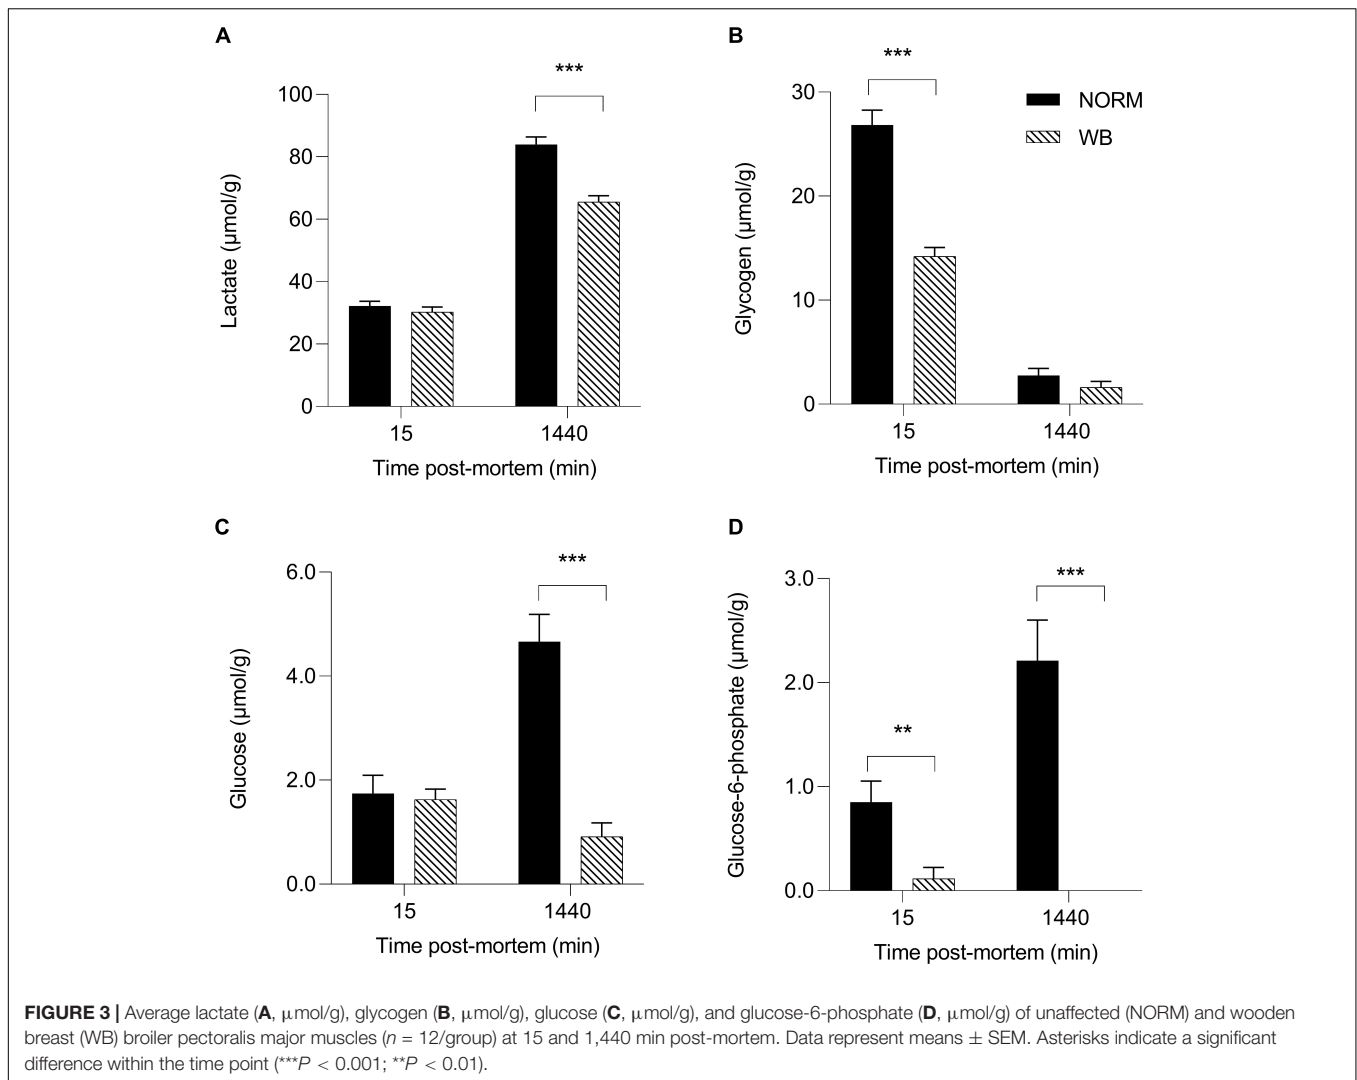 A
***
100
80
60
40
20
0
Lactate (µmol/g)
15
1440
Time post-mortem (min)
B
***
30
20
10
0
Glycogen (µmol/g)
NORM
WB
15
1440
Time post-mortem (min)
C
***
6.0
4.0
2.0
0.0
Glucose (µmol/g)
15
1440
Time post-mortem (min)
D
***
**
3.0
2.0
1.0
0.0
Glucose-6-phosphate (µmol/g)
15
1440
Time post-mortem (min)
FIGURE 3 | Average lactate (A, µmol/g), glycogen (B, µmol/g), glucose (C, µmol/g), and glucose-6-phosphate (D, µmol/g) of unaffected (NORM) and wooden
breast (WB) broiler pectoralis major muscles (n = 12/group) at 15 and 1,440 min post-mortem. Data represent means ± SEM. Asterisks indicate a significant
difference within the time point (***P < 0.001; **P < 0.01).